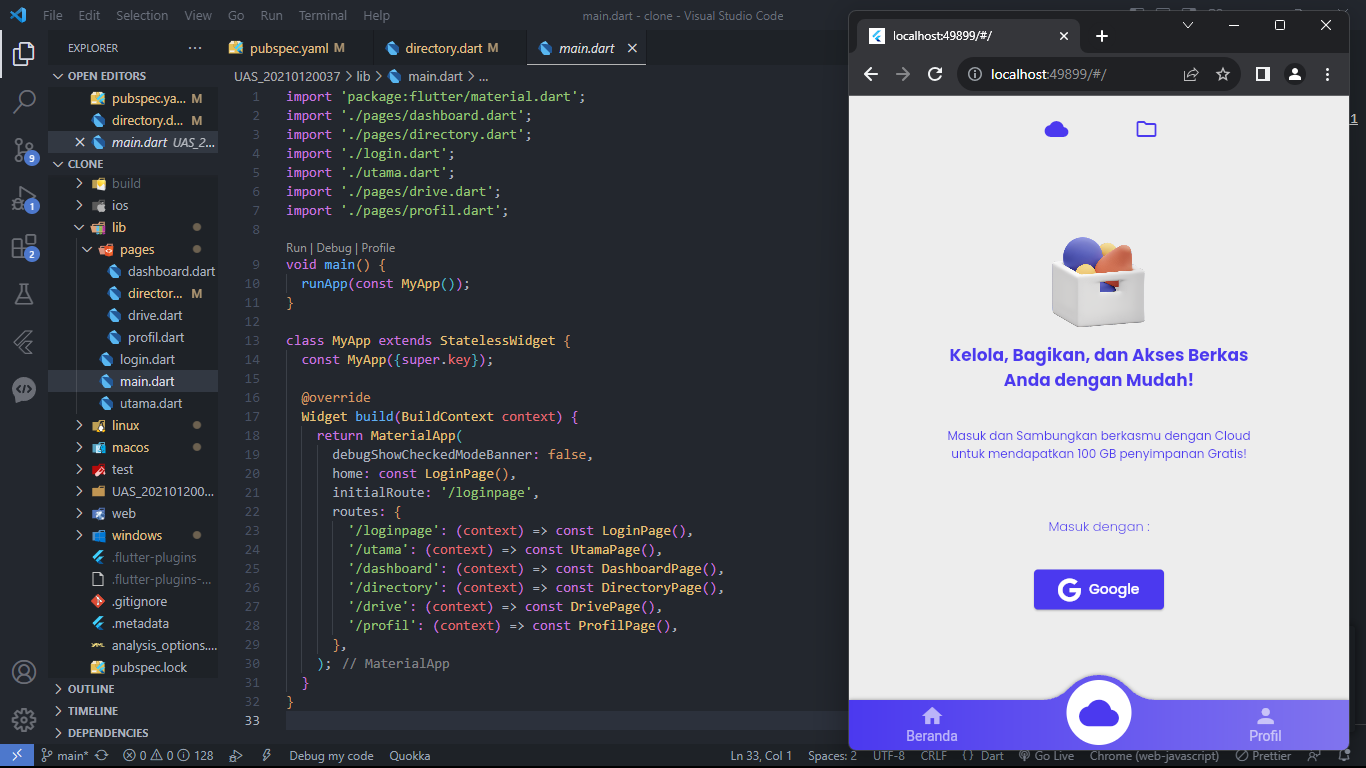 File Edit Selection View Go Run Terminal Help
main.dart - clone - Visual Studio Code
EXPLORER
OPEN EDITORS
pubspec.ya... M
directory.d... M
main.dart UAS_2...
CLONE
build
ios
lib
pages
dashboard.dart
director... M
drive.dart
profil.dart
login.dart
main.dart
utama.dart
linux
macos
test
UAS_202101200...
web
windows
.flutter-plugins
.flutter-plugins-...
.gitignore
.metadata
analysis_options....
pubspec.lock
OUTLINE
TIMELINE
DEPENDENCIES
9
1
2
pubspec.yaml M
directory.dart M
main.dart
UAS_20210120037 > lib > main.dart > ...
1 import 'package:flutter/material.dart';
2 import './pages/dashboard.dart';
3 import './pages/directory.dart';
4 import './login.dart';
5 import './utama.dart';
6 import './pages/drive.dart';
7 import './pages/profil.dart';
8
Run | Debug | Profile
9 void main() {
10 runApp(const MyApp());
11 }
12
13 class MyApp extends StatelessWidget {
14 const MyApp({super.key});
15
16 @override
17 Widget build(BuildContext context) {
18 return MaterialApp(
19 debugShowCheckedModeBanner: false,
20 home: const LoginPage(),
21 initialRoute: '/loginpage',
22 routes: {
23 '/loginpage': (context) => const LoginPage(),
24 '/utama': (context) => const UtamaPage(),
25 '/dashboard': (context) => const DashboardPage(),
26 '/directory': (context) => const DirectoryPage(),
27 '/drive': (context) => const DrivePage(),
28 '/profil': (context) => const ProfilPage(),
29 },
30 ); // MaterialApp
31 }
32 }
33
localhost:49899/#/
localhost:49899/#/
1
Kelola, Bagikan, dan Akses Berkas
Anda dengan Mudah!
Masuk dan Sambungkan berkasmu dengan Cloud
untuk mendapatkan 100 GB penyimpanan Gratis!
Masuk dengan :
Google
Beranda
Profil
main* 0 0 128 Debug my code Quokka Ln 33, Col 1 Spaces: 2 UTF-8 CRLF {} Dart Go Live Chrome (web-javascript) Prettier